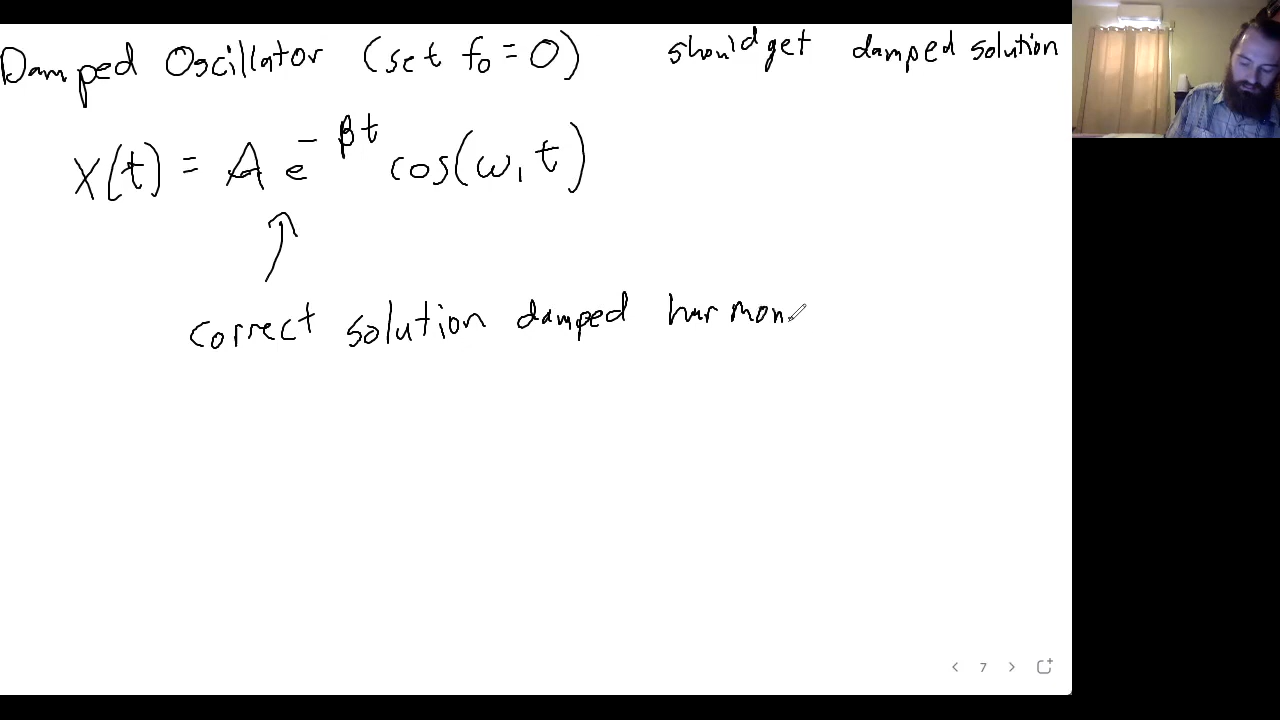 Damped Oscillator (set f₀ = 0) should get damped solution
x(t) = A e^{-βt} cos(ω₁t)
correct solution damped harmon
7